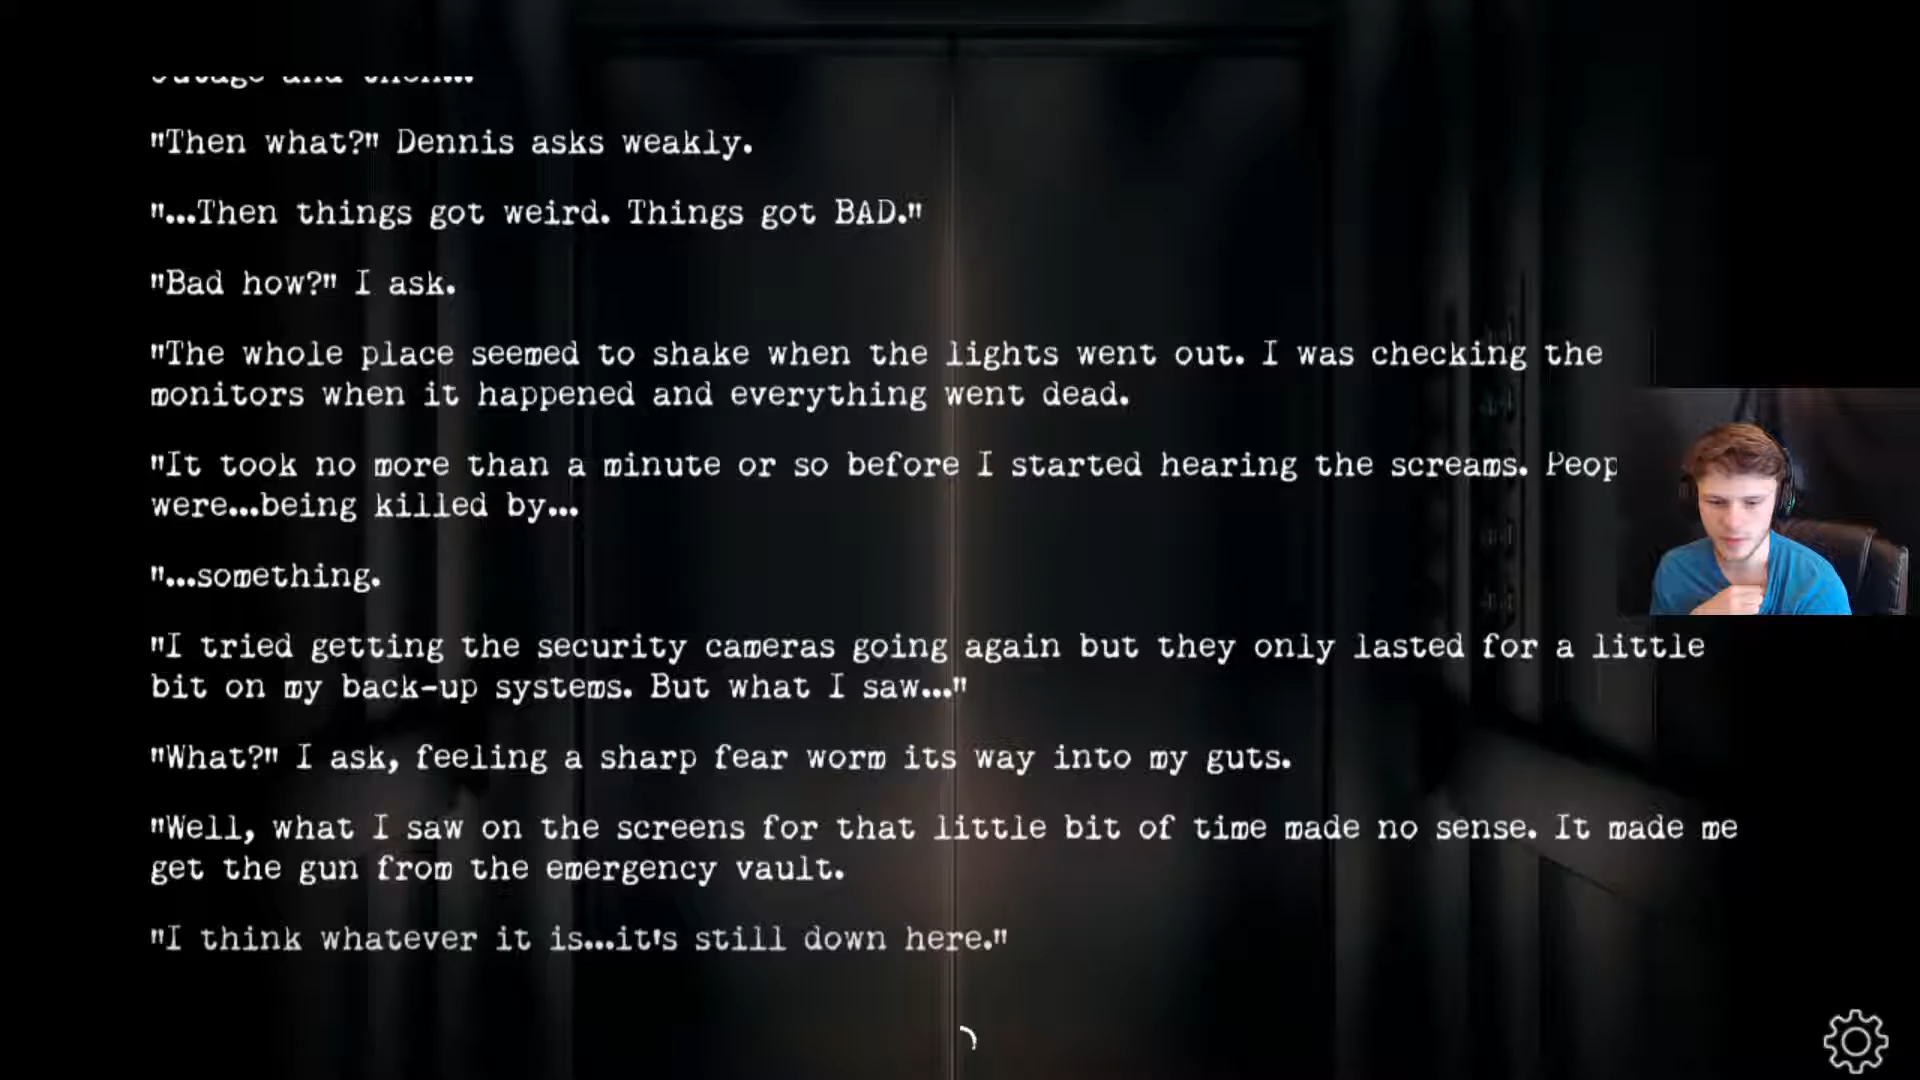 "Then what?" Dennis asks weakly.
"...Then things got weird. Things got BAD."
"Bad how?" I ask.
"The whole place seemed to shake when the lights went out. I was checking the
monitors when it happened and everything went dead.
"It took no more than a minute or so before I started hearing the screams. Peop
were...being killed by...
"...something.
"I tried getting the security cameras going again but they only lasted for a little
bit on my back-up systems. But what I saw..."
"What?" I ask, feeling a sharp fear worm its way into my guts.
"Well, what I saw on the screens for that little bit of time made no sense. It made me
get the gun from the emergency vault.
"I think whatever it is...it's still down here."